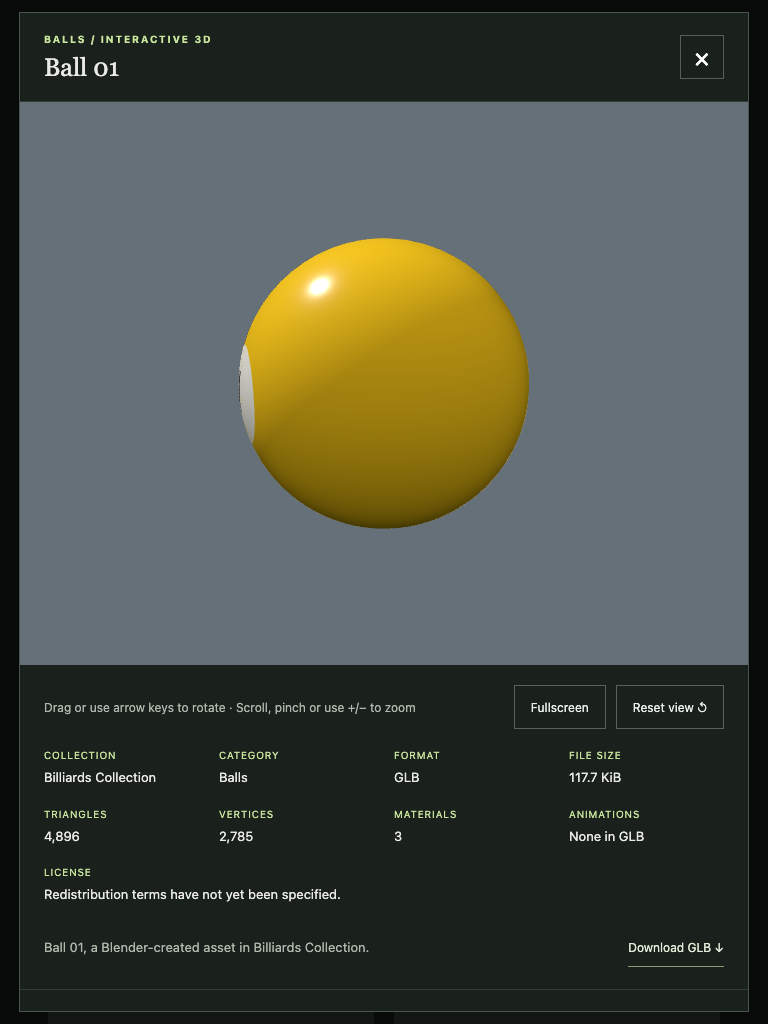 BALLS / INTERACTIVE 3D
Ball 01
×
Drag or use arrow keys to rotate · Scroll, pinch or use +/− to zoom
Fullscreen
Reset view ↺
COLLECTION
Billiards Collection
CATEGORY
Balls
FORMAT
GLB
FILE SIZE
117.7 KiB
TRIANGLES
4,896
VERTICES
2,785
MATERIALS
3
ANIMATIONS
None in GLB
LICENSE
Redistribution terms have not yet been specified.
Ball 01, a Blender-created asset in Billiards Collection.
Download GLB ↓